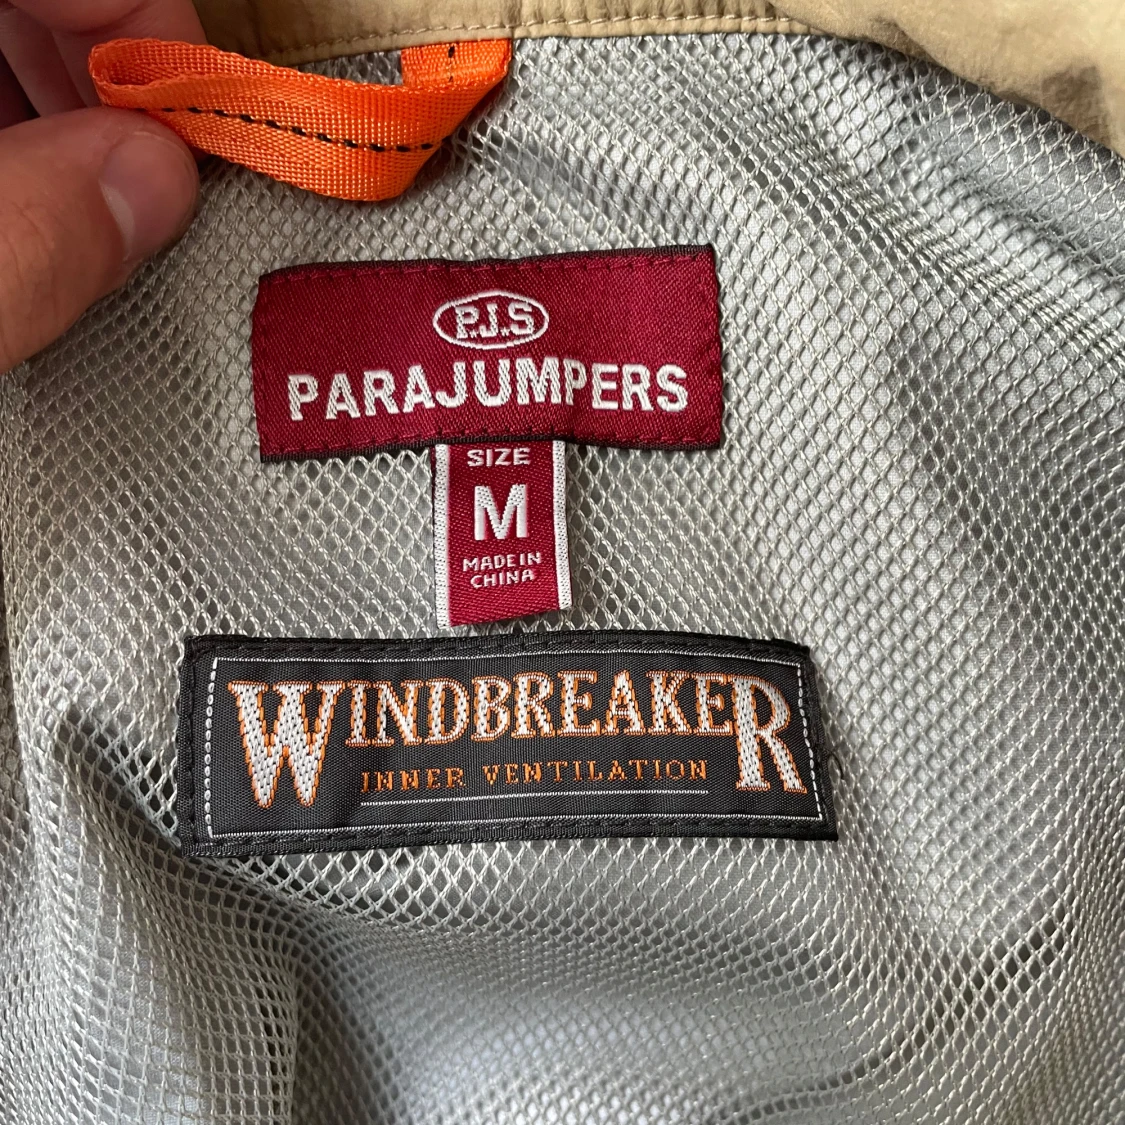 P.J.S
PARAJUMPERS
SIZE
M
MADE IN
CHINA
WINDBREAKER
INNER VENTILATION